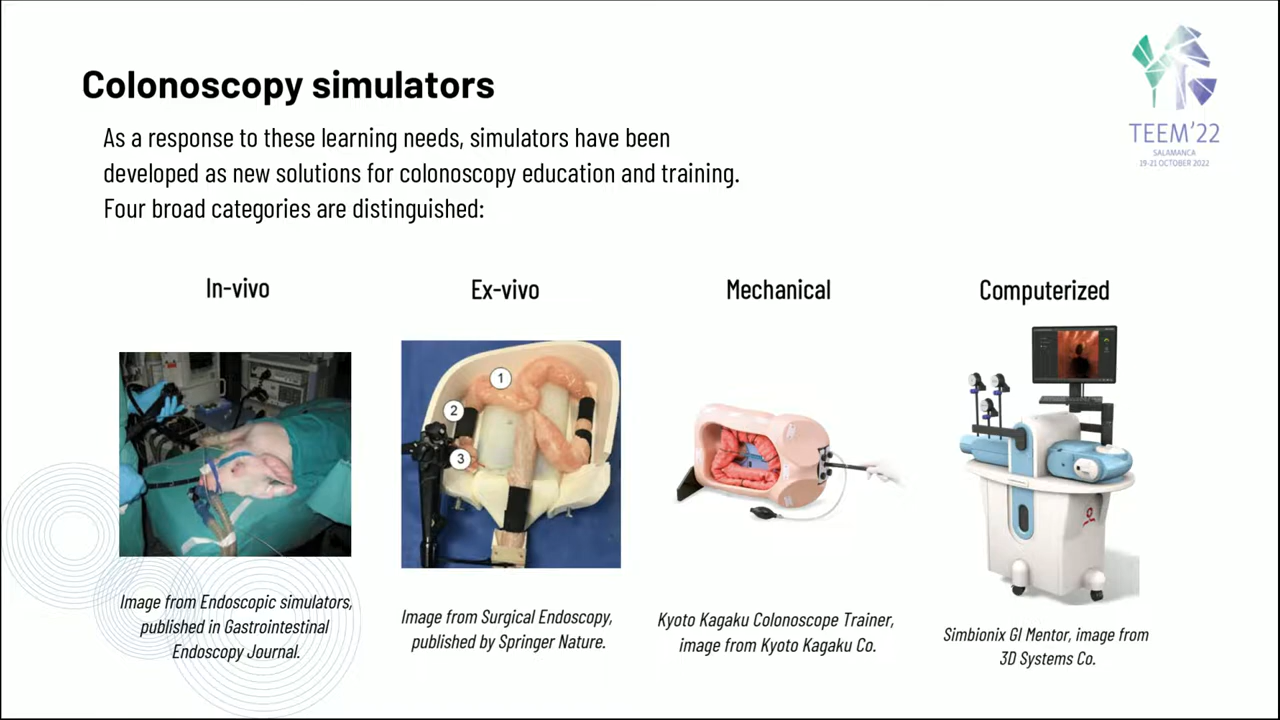 Colonoscopy simulators
As a response to these learning needs, simulators have been
developed as new solutions for colonoscopy education and training.
Four broad categories are distinguished:
TEEM'22
SALAMANCA
19-21 OCTOBER 2022
In-vivo
Ex-vivo
Mechanical
Computerized
1
2
3
Image from Endoscopic simulators,
published in Gastrointestinal
Endoscopy Journal.
Image from Surgical Endoscopy,
published by Springer Nature.
Kyoto Kagaku Colonoscope Trainer,
image from Kyoto Kagaku Co.
Simbionix GI Mentor, image from
3D Systems Co.